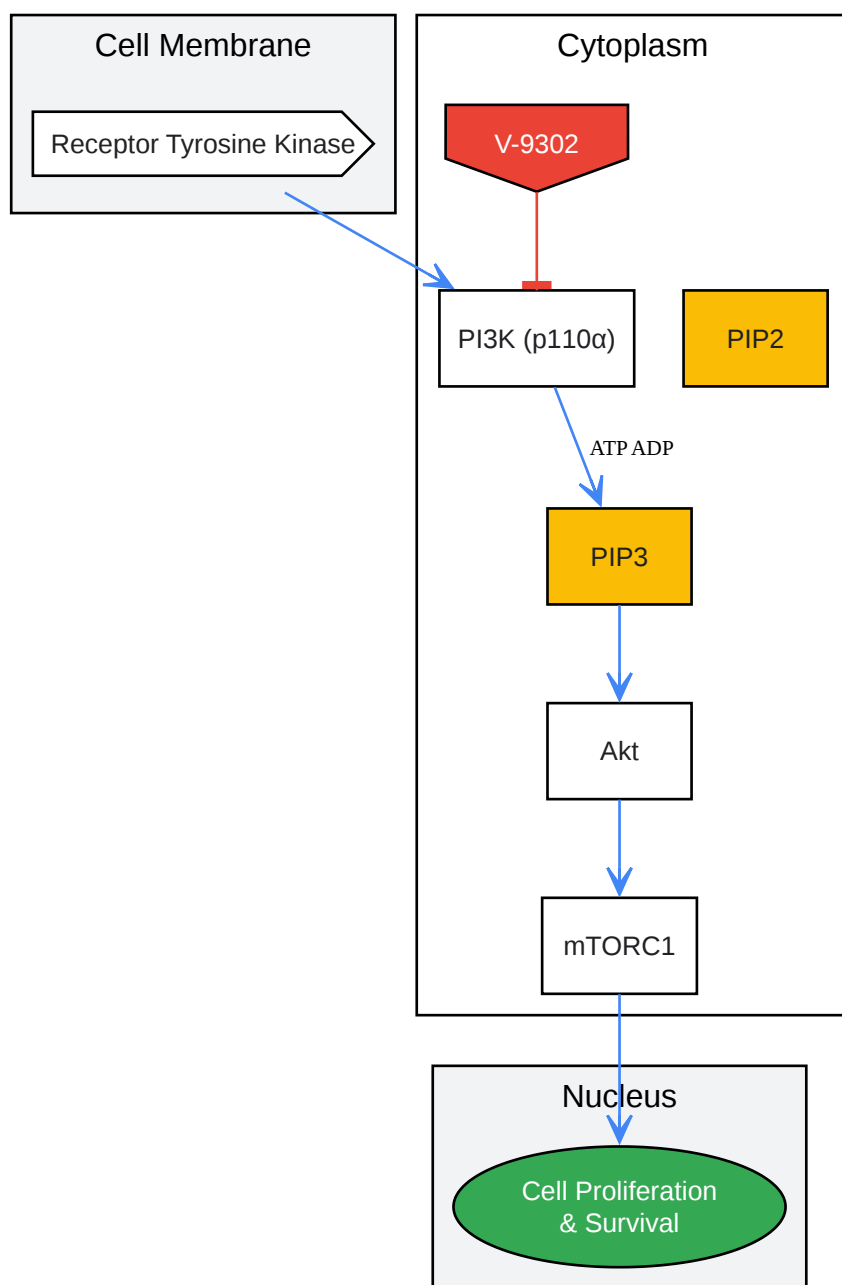 Cell Membrane
Cytoplasm
Receptor Tyrosine Kinase
V-9302
PI3K (p110α)
PIP2
ATP ADP
PIP3
Akt
mTORC1
Nucleus
Cell Proliferation
& Survival